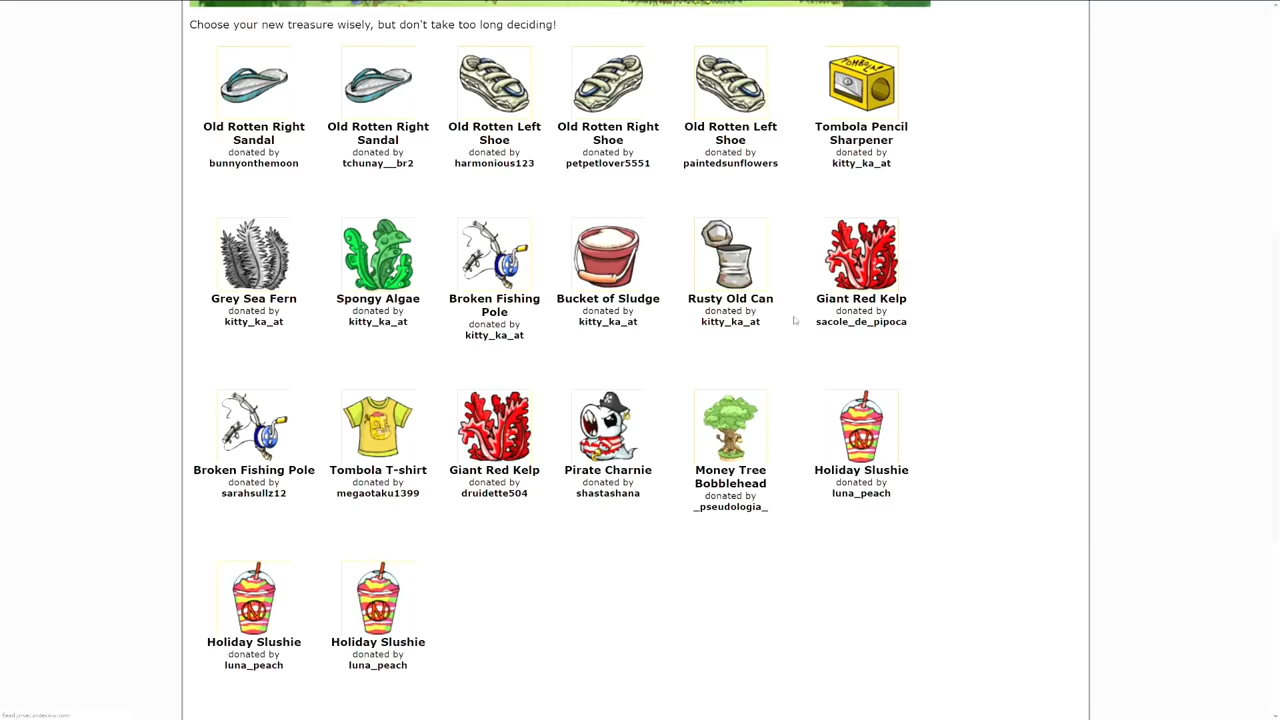 Choose your new treasure wisely, but don't take too long deciding!
Old Rotten Right
Sandal
donated by
bunnyonthemoon
Old Rotten Right
Sandal
donated by
tchunay__br2
Old Rotten Left
Shoe
donated by
harmonious123
Old Rotten Right
Shoe
donated by
petpetlover5551
Old Rotten Left
Shoe
donated by
paintedsunflowers
TOMBOLA
Tombola Pencil
Sharpener
donated by
kitty_ka_at
Grey Sea Fern
donated by
kitty_ka_at
Spongy Algae
donated by
kitty_ka_at
Broken Fishing
Pole
donated by
kitty_ka_at
Bucket of Sludge
donated by
kitty_ka_at
Rusty Old Can
donated by
kitty_ka_at
Giant Red Kelp
donated by
sacole_de_pipoca
Broken Fishing Pole
donated by
sarahsullz12
Tombola T-shirt
donated by
megaotaku1399
Giant Red Kelp
donated by
druidette504
Pirate Charnie
donated by
shastashana
Money Tree
Bobblehead
donated by
_pseudologia_
Holiday Slushie
donated by
luna_peach
Holiday Slushie
donated by
luna_peach
Holiday Slushie
donated by
luna_peach